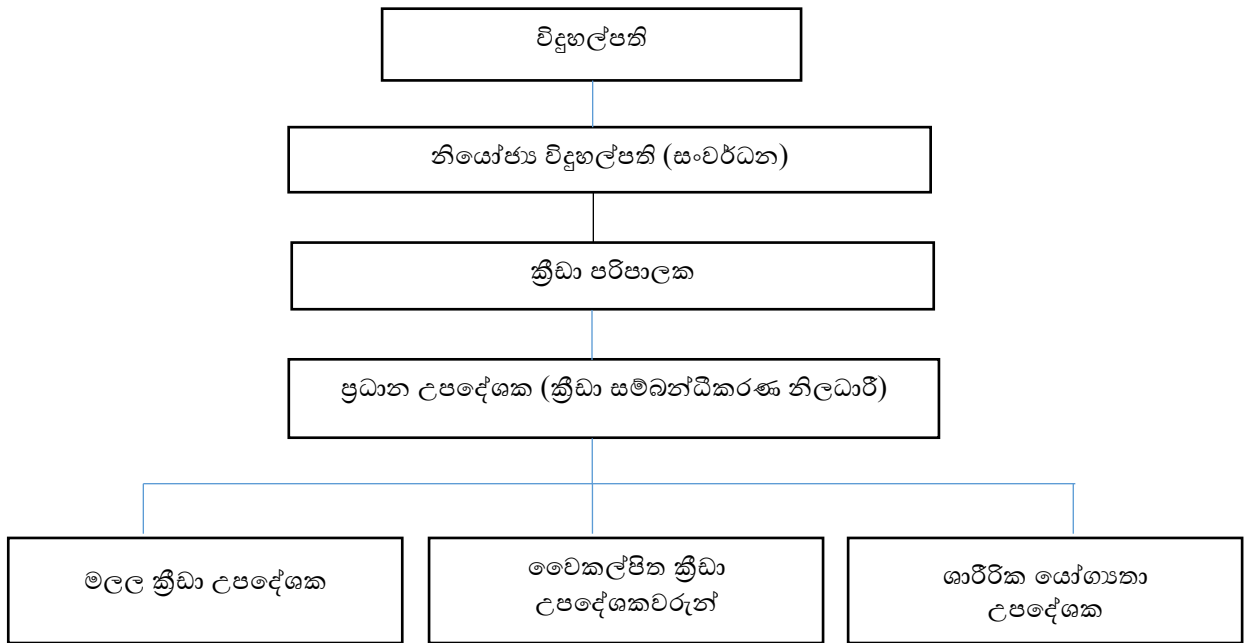 විදුහල්පති
නියෝජ්‍ය විදුහල්පති (සංවර්ධන)
ක්‍රීඩා පරිපාලක
ප්‍රධාන උපදේශක (ක්‍රීඩා සම්බන්ධීකරණ නිලධාරී)
මලල ක්‍රීඩා උපදේශක
වෛකල්පිත ක්‍රීඩා
උපදේශකවරුන්
ශාරීරික යෝග්‍යතා
උපදේශක